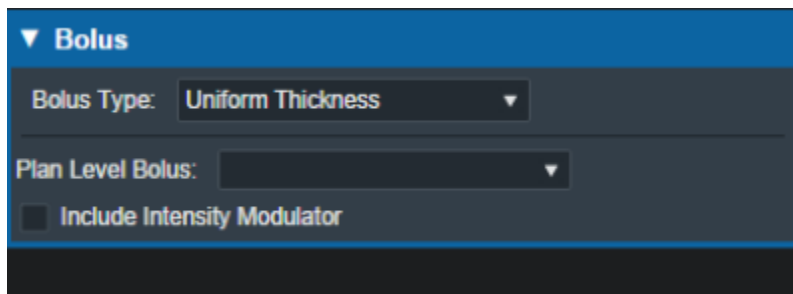 Bolus
Bolus Type: Uniform Thickness
Plan Level Bolus:
Include Intensity Modulator